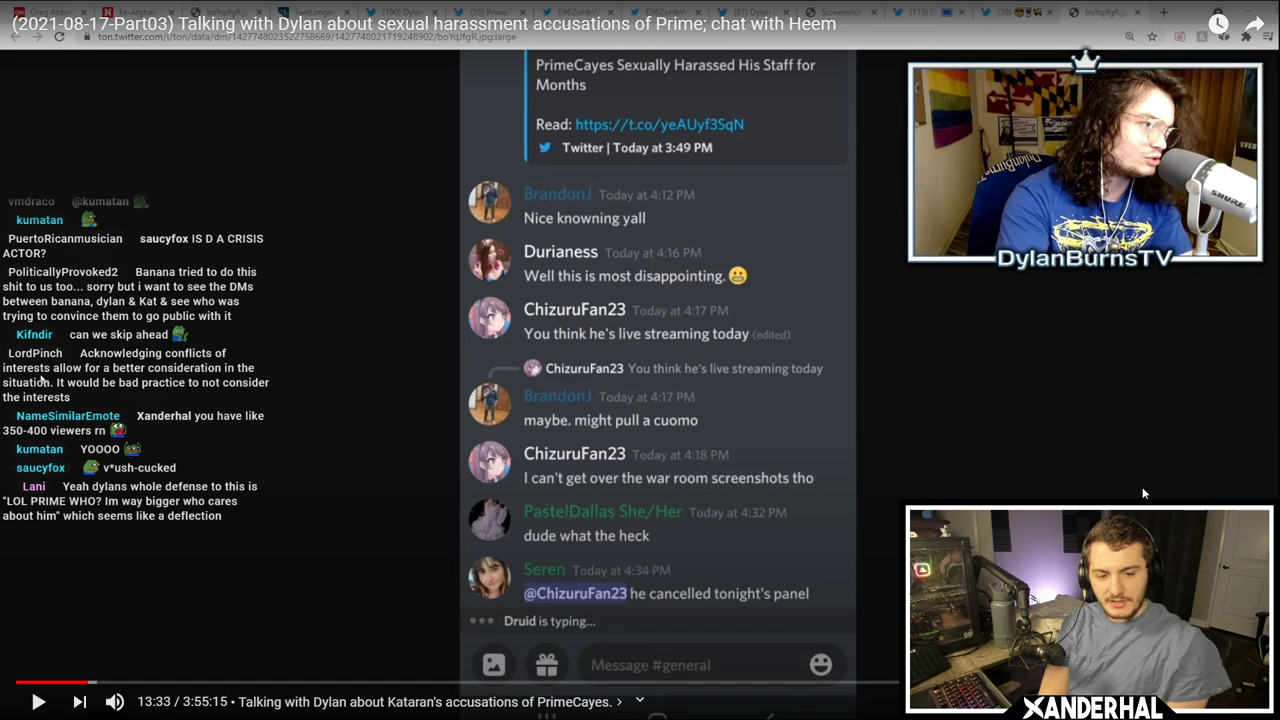 (2021-08-17-Part03) Talking with Dylan about sexual harassment accusations of Prime; chat with Heem
ton.twitter.com/i/ton/data/dm/1427748023522758669/1427748021719248902/boYqJfgR.jpg:large
vmdraco @kumatan
kumatan
PuertoRicanmusician saucyfox IS D A CRISIS
ACTOR?
PoliticallyProvoked2 Banana tried to do this
shit to us too... sorry but i want to see the DMs
between banana, dylan & Kat & see who was
trying to convince them to go public with it
Kifndir can we skip ahead
LordPinch Acknowledging conflicts of
interests allow for a better consideration in the
situation. It would be bad practice to not consider
the interests
NameSimilarEmote Xanderhal you have like
350-400 viewers rn
kumatan YOOOO
saucyfox v*ush-cucked
Lani Yeah dylans whole defense to this is
"LOL PRIME WHO? Im way bigger who cares
about him" which seems like a deflection
PrimeCayes Sexually Harassed His Staff for
Months
Read: https://t.co/yeAUyf3SqN
Twitter | Today at 3:49 PM
BrandonJ Today at 4:12 PM
Nice knowning yall
Durianess Today at 4:16 PM
Well this is most disappointing. 😬
ChizuruFan23 Today at 4:17 PM
You think he's live streaming today (edited)
ChizuruFan23 You think he's live streaming today
BrandonJ Today at 4:17 PM
maybe. might pull a cuomo
ChizuruFan23 Today at 4:18 PM
I can't get over the war room screenshots tho
PastelDallas She/Her Today at 4:32 PM
dude what the heck
Seren Today at 4:34 PM
@ChizuruFan23 he cancelled tonight's panel
Druid is typing...
Message #general
DylanBurnsTV
SHURE
XANDERHAL
13:33 / 3:55:15 • Talking with Dylan about Kataran's accusations of PrimeCayes. >